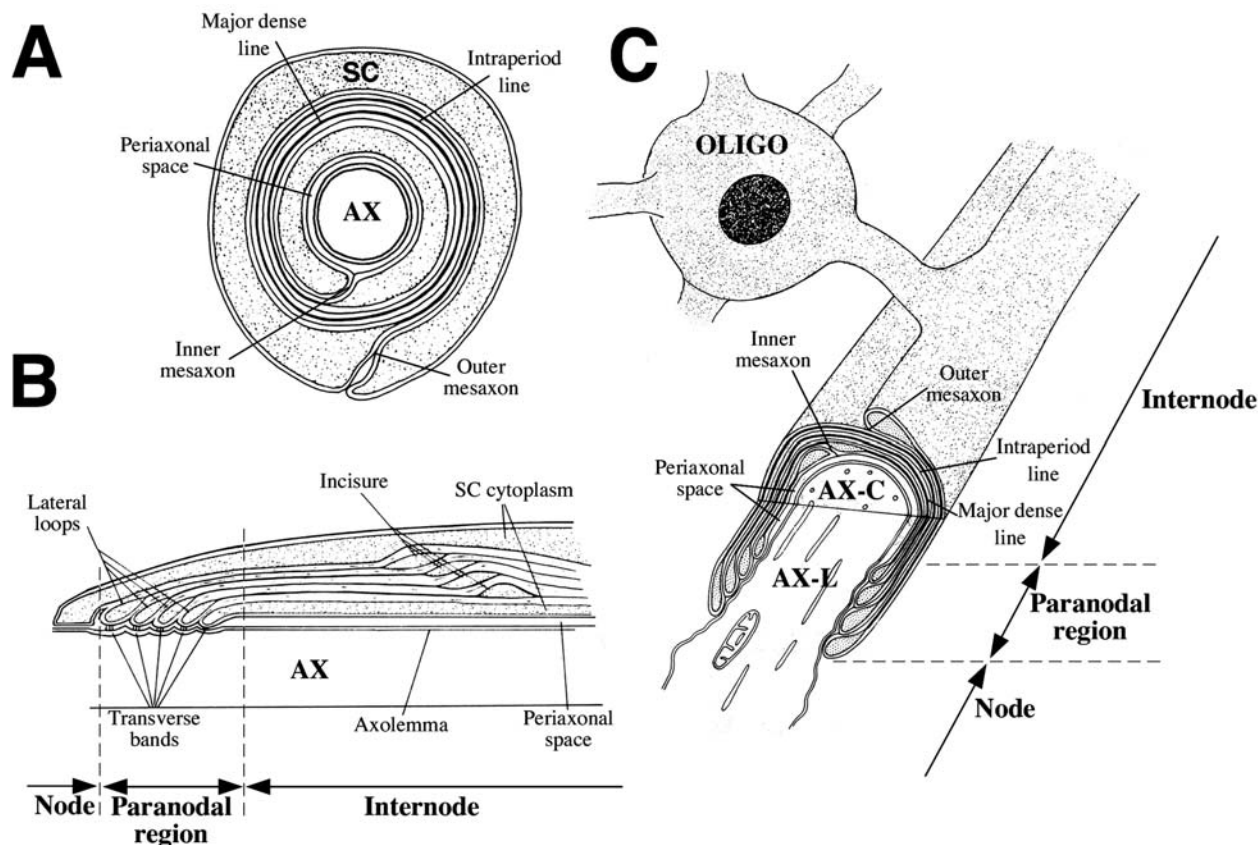 A
Major dense
line
SC
Intraperiod
line
Periaxonal
space
AX
Inner
mesaxon
Outer
mesaxon
B
Lateral
loops
Incisure
SC cytoplasm
AX
Transverse
bands
Axolemma
Periaxonal
space
Node
Paranodal
region
Internode
C
OLIGO
Inner
mesaxon
Outer
mesaxon
Internode
Periaxonal
space
AX-C
Intraperiod
line
Major dense
line
AX-L
Paranodal
region
Node